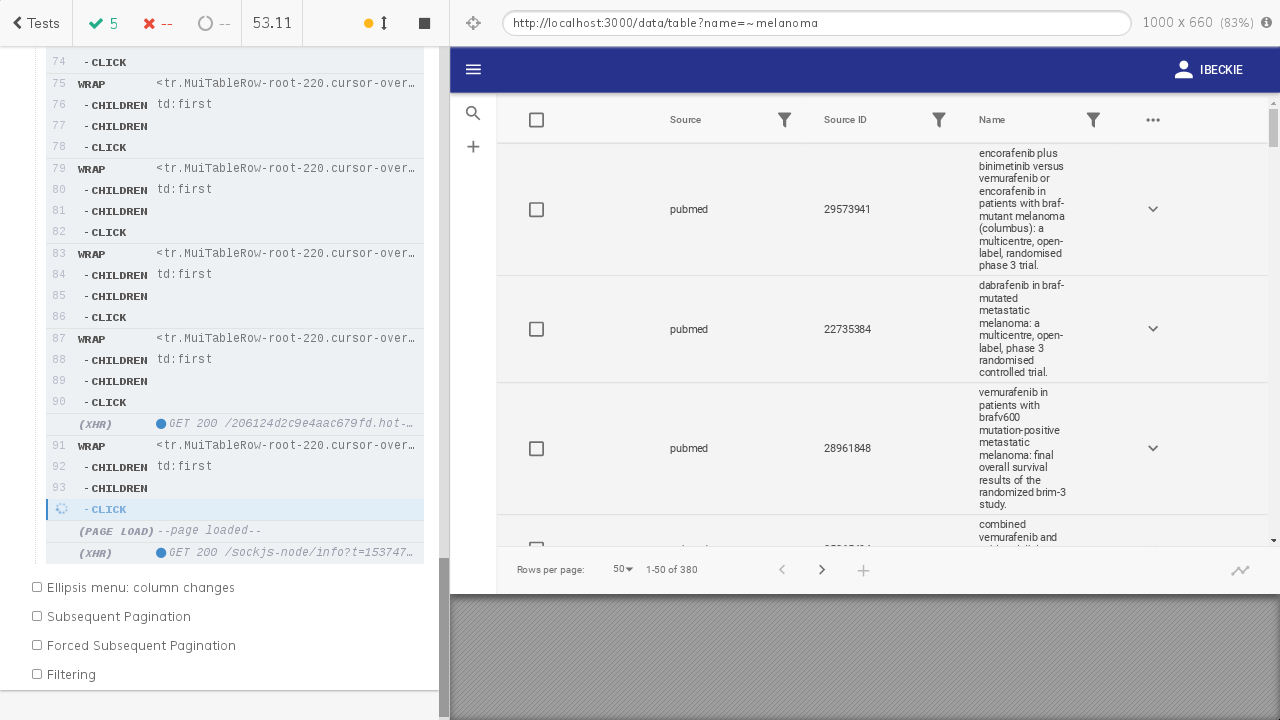 Tests
5
--
--
53.11
http://localhost:3000/data/table?name=~melanoma
1000 x 660 (83%)
74 -CLICK
75 WRAP <tr.MuiTableRow-root-220.cursor-over…
76 -CHILDREN td:first
77 -CHILDREN
78 -CLICK
79 WRAP <tr.MuiTableRow-root-220.cursor-over…
80 -CHILDREN td:first
81 -CHILDREN
82 -CLICK
83 WRAP <tr.MuiTableRow-root-220.cursor-over…
84 -CHILDREN td:first
85 -CHILDREN
86 -CLICK
87 WRAP <tr.MuiTableRow-root-220.cursor-over…
88 -CHILDREN td:first
89 -CHILDREN
90 -CLICK
(XHR) GET 200 /206124d2c9e4aac679fd.hot-…
91 WRAP <tr.MuiTableRow-root-220.cursor-over…
92 -CHILDREN td:first
93 -CHILDREN
-CLICK
(PAGE LOAD) --page loaded--
(XHR) GET 200 /sockjs-node/info?t=153747…
Ellipsis menu: column changes
Subsequent Pagination
Forced Subsequent Pagination
Filtering
IBECKIE
Source
Source ID
Name
pubmed
29573941
encorafenib plus
binimetinib versus
vemurafenib or
encorafenib in
patients with braf-
mutant melanoma
(columbus): a
multicentre, open-
label, randomised
phase 3 trial.
pubmed
22735384
dabrafenib in braf-
mutated
metastatic
melanoma: a
multicentre, open-
label, phase 3
randomised
controlled trial.
pubmed
28961848
vemurafenib in
patients with
brafv600
mutation-positive
metastatic
melanoma: final
overall survival
results of the
randomized brim-3
study.
combined
vemurafenib and
Rows per page:
50
1-50 of 380